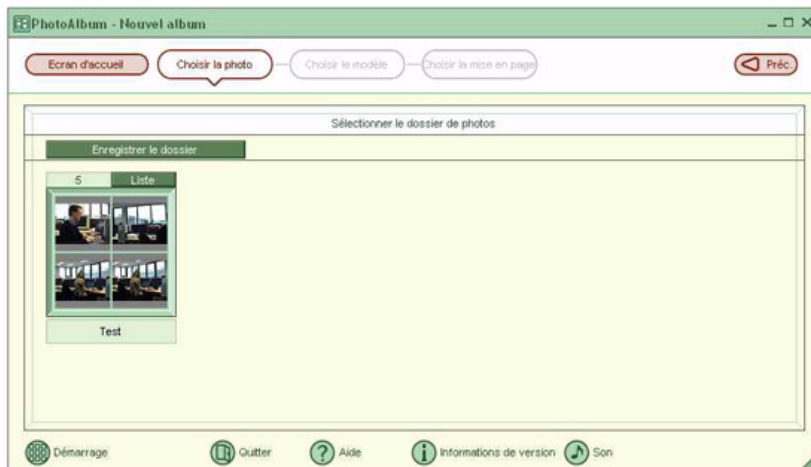 PhotoAlbum - Nouvel album
Ecran d'accueil
Choisir la photo
Choisir le modèle
Choisir la mise en page
Préc.
Sélectionner le dossier de photos
Enregistrer le dossier
5
Liste
Test
Démarrage
Quitter
? Aide
i Informations de version
Son